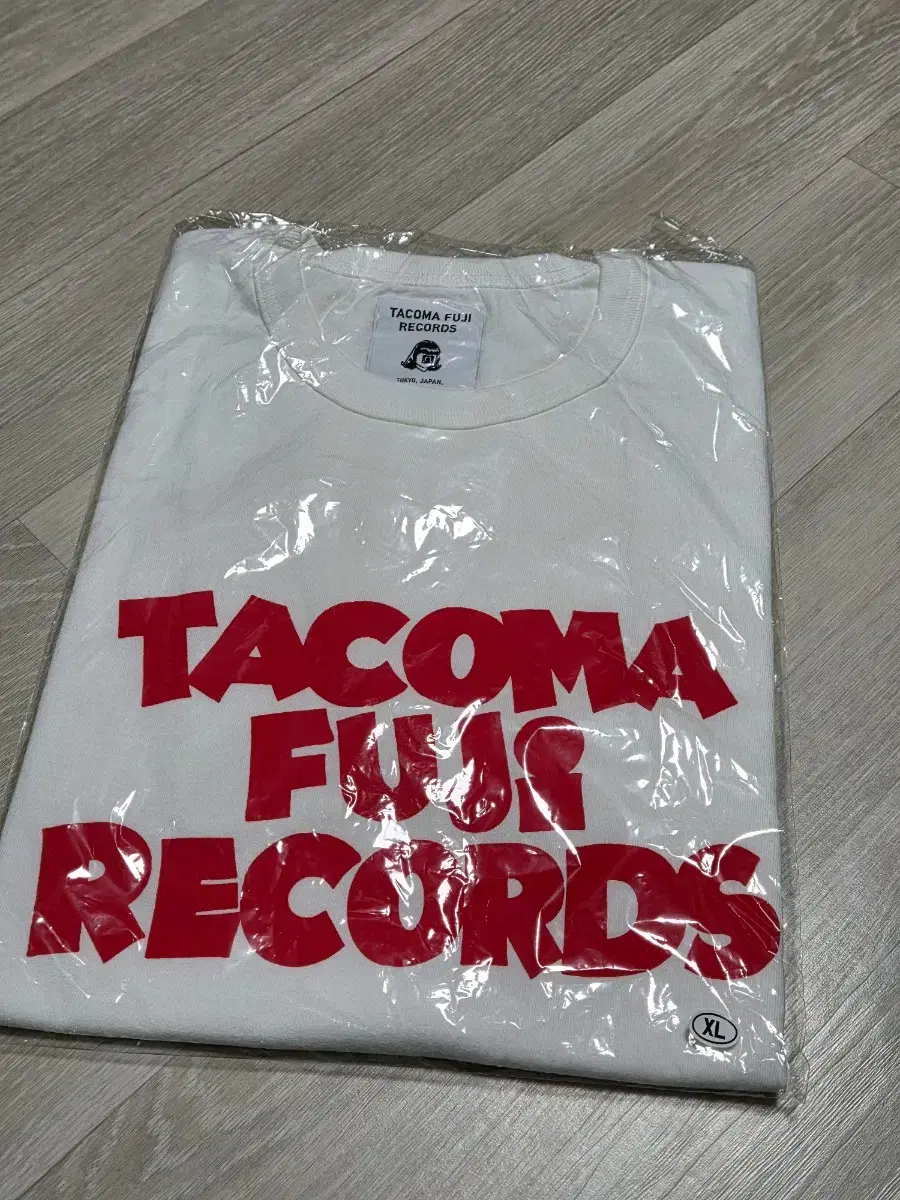 TACOMA FUJI
RECORDS
TOKYO, JAPAN.
TACOMA
FUJI
RECORDS
XL